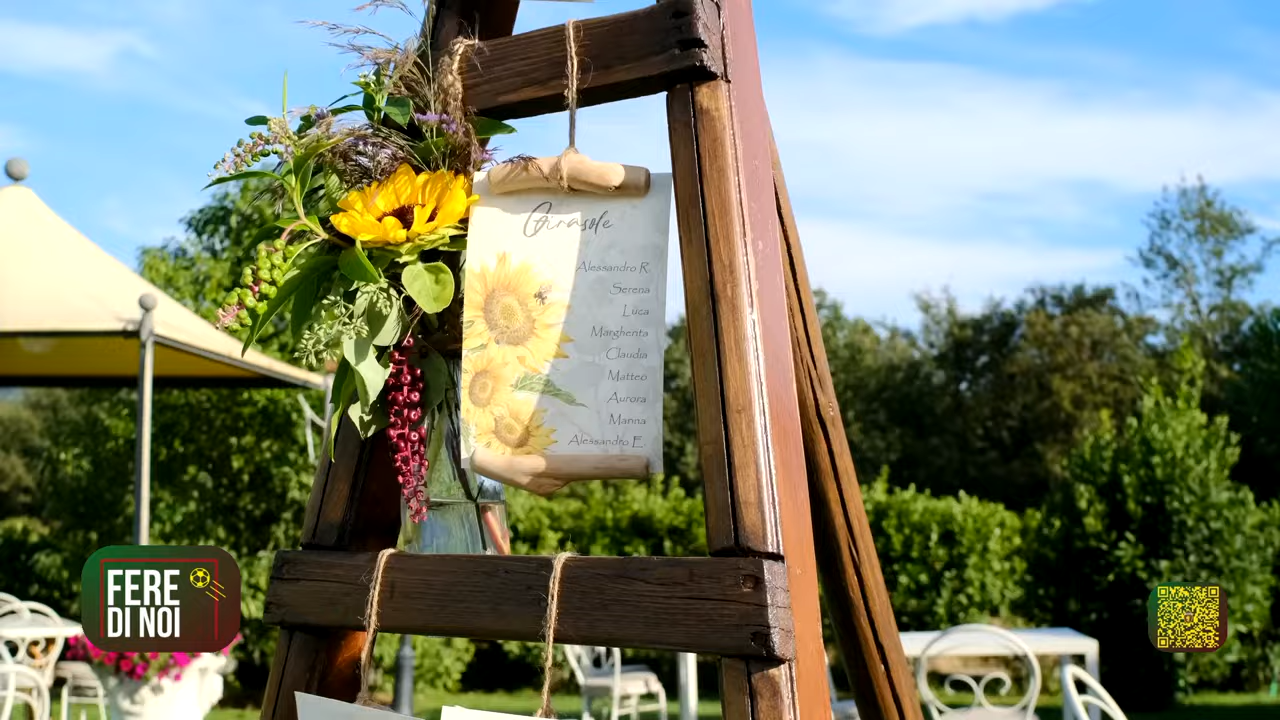 Girasole
Alessandro R.
Serena
Luca
Margherita
Claudia
Matteo
Aurora
Marina
Alessandro E.
FERE
DI NOI